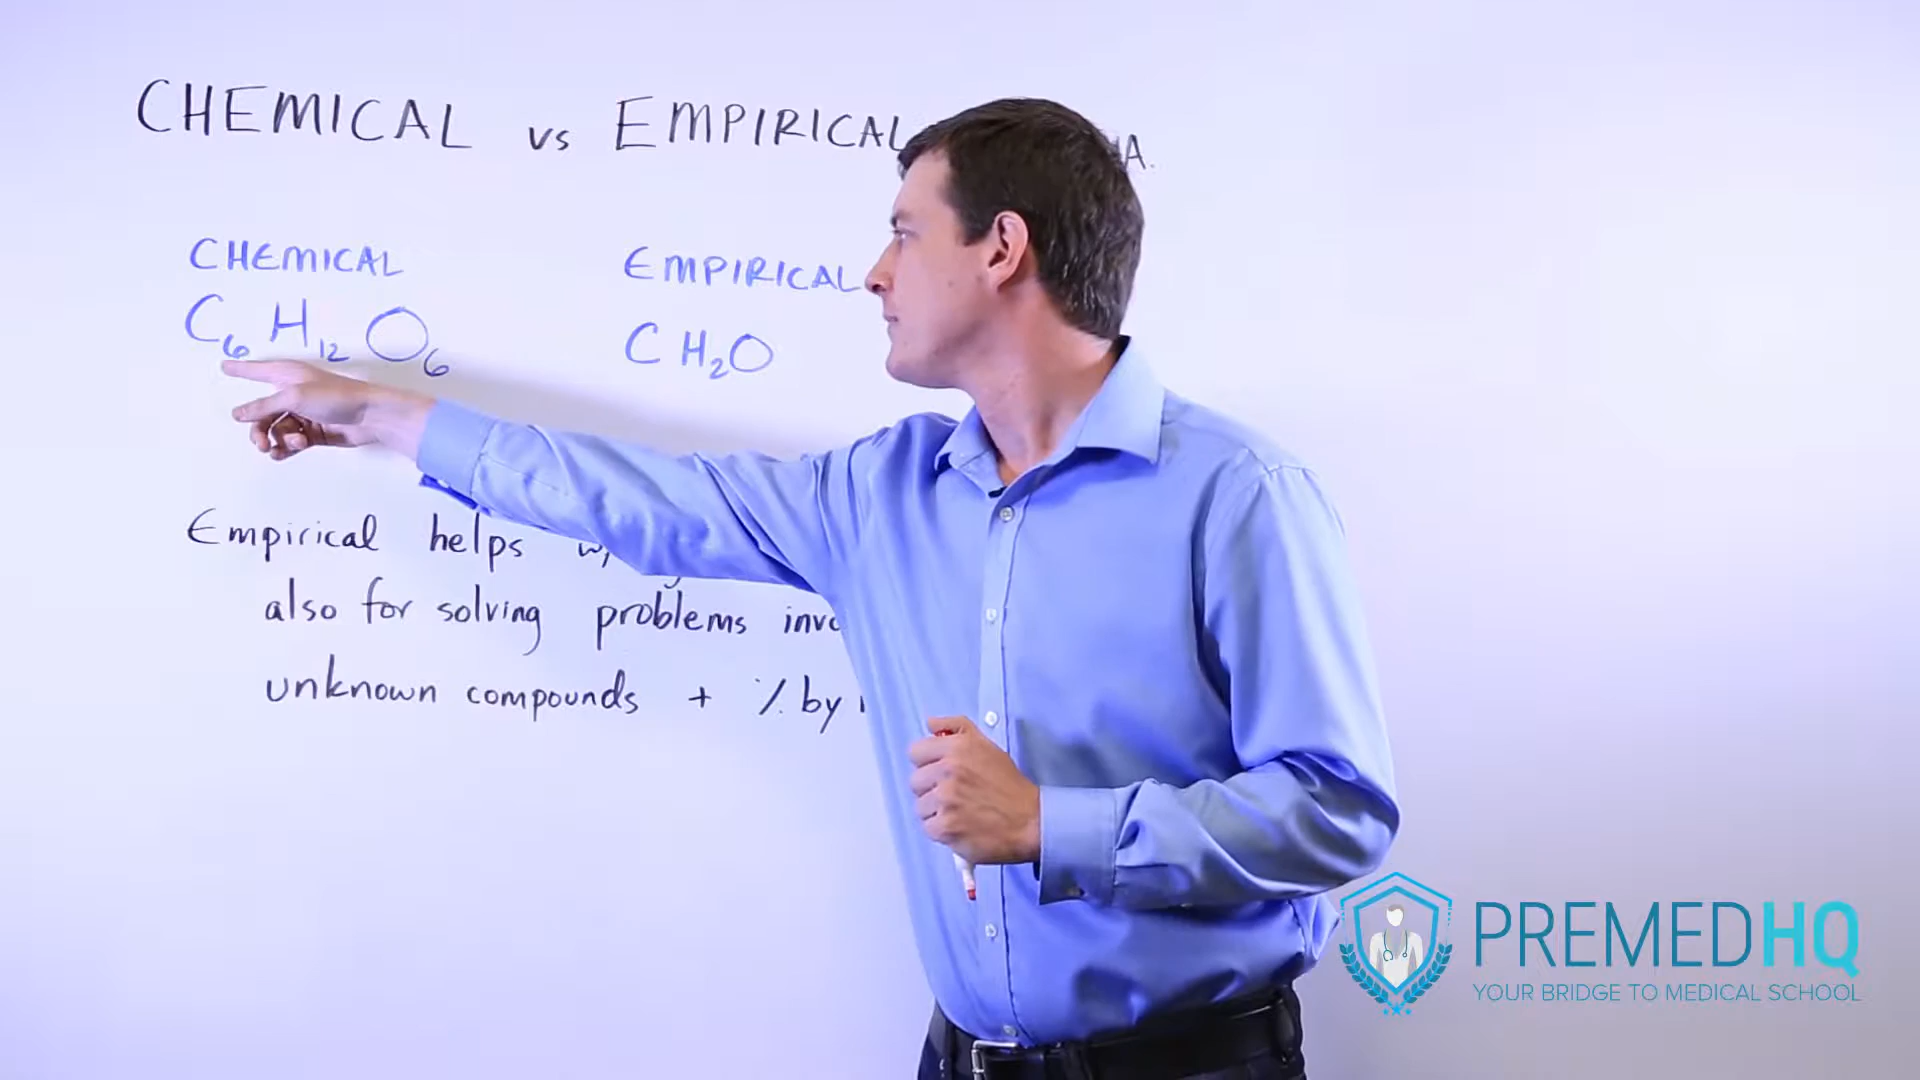 CHEMICAL vs EMPIRICAL
CHEMICAL
C6H12O6
EMPIRICAL
CH2O
Empirical helps
also for solving problems
unknown compounds + % by
PREMEDHQ
YOUR BRIDGE TO MEDICAL SCHOOL